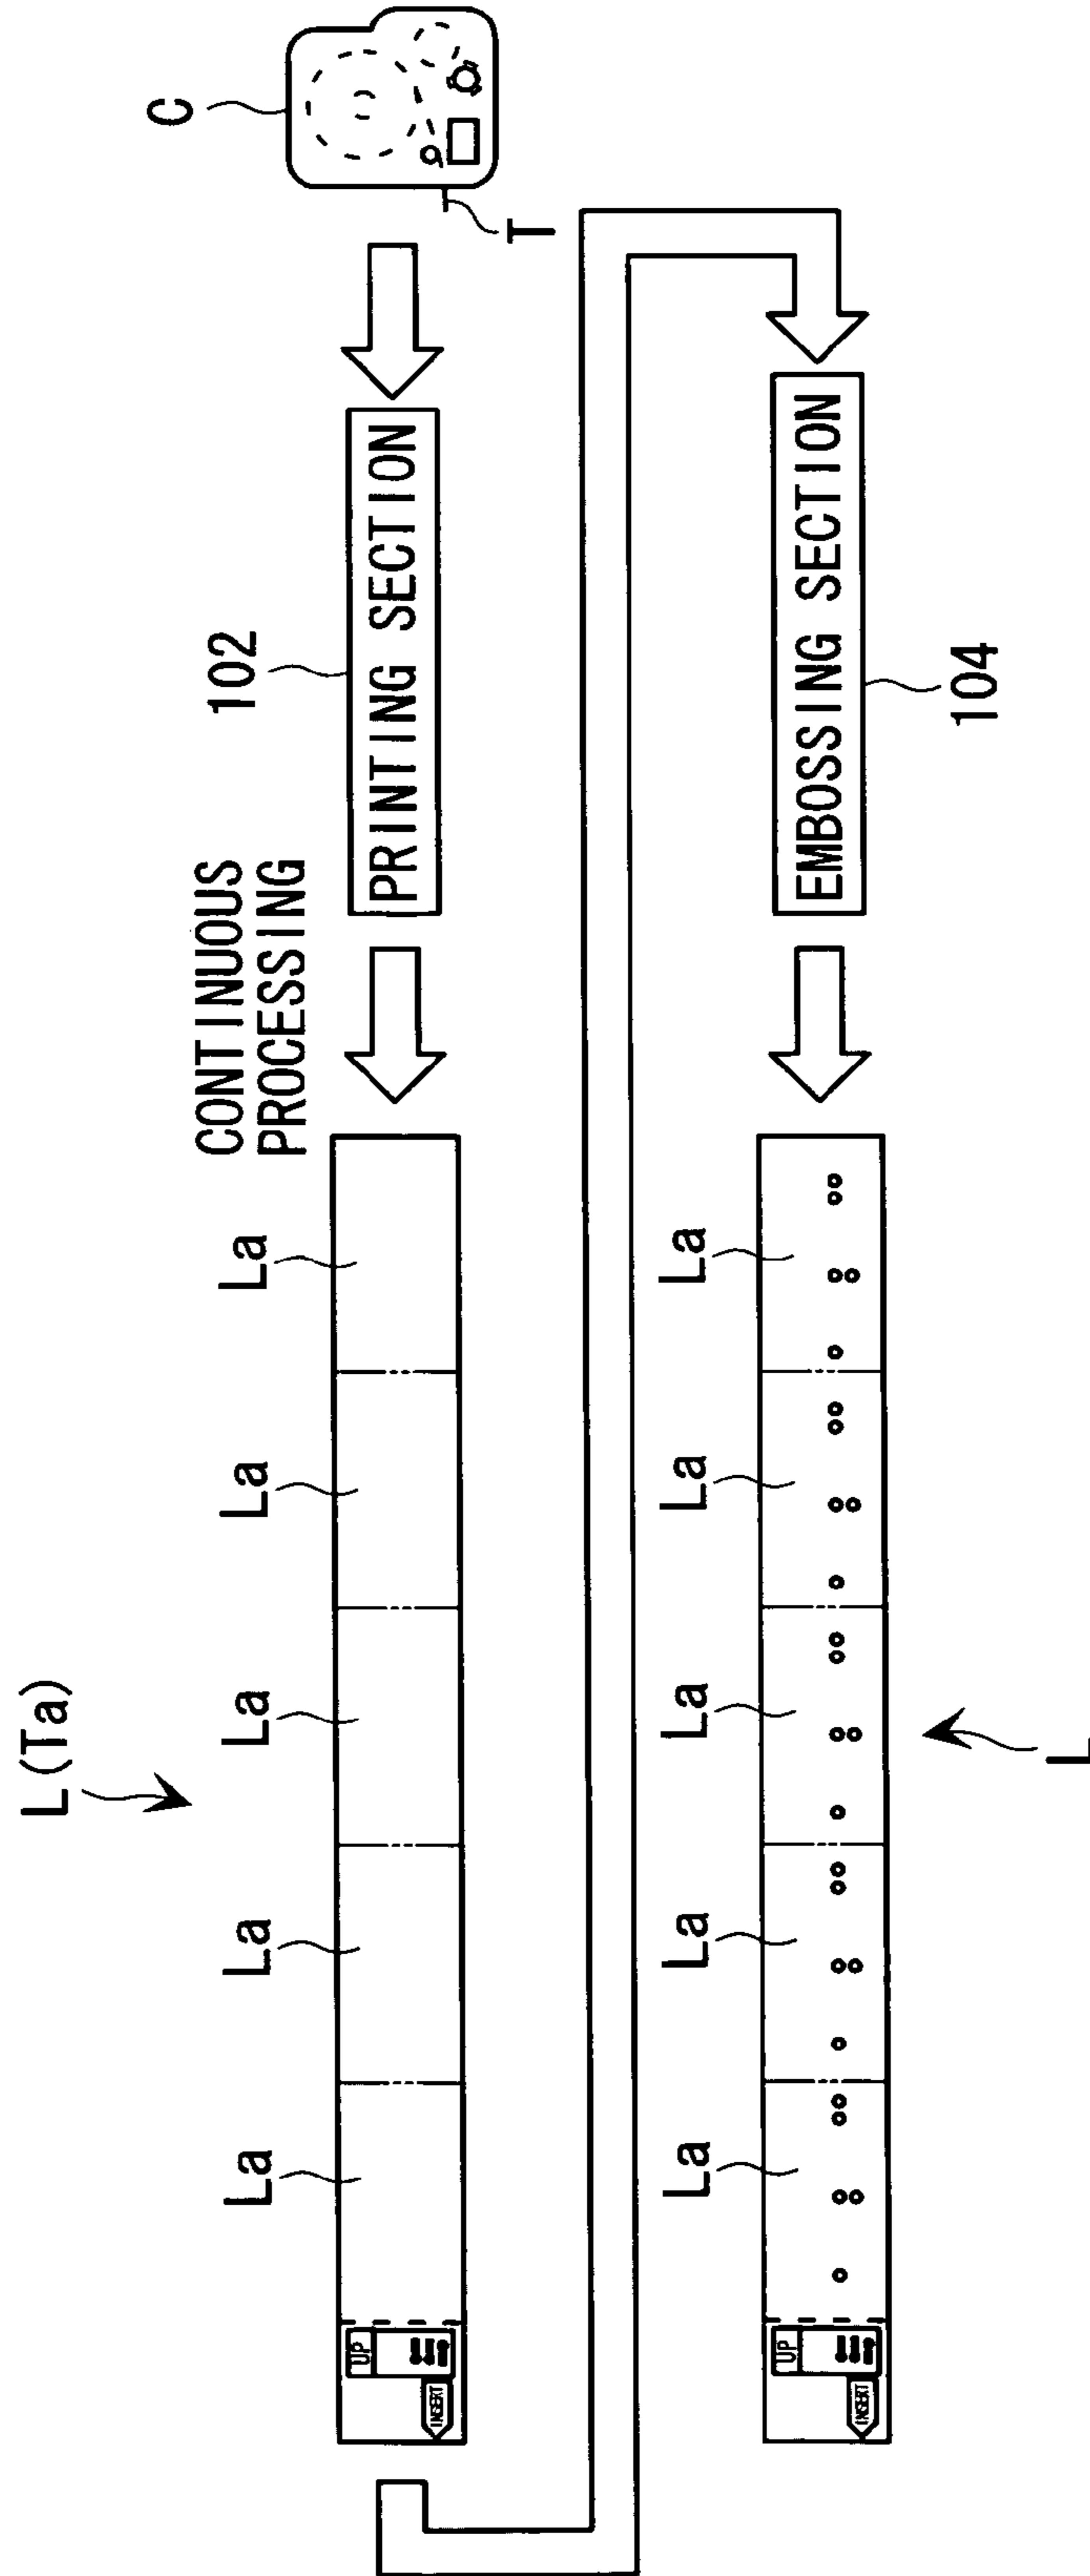 L(Ta)
La
La
La
La
La
CONTINUOUS
PROCESSING
102
PRINTING SECTION
C
T
UP
INSERT
La
La
La
La
La
EMBOSSING SECTION
104
UP
INSERT
L